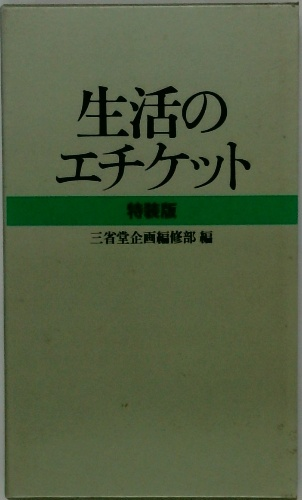 生活の
エチケット
特装版
三省堂企画編修部 編